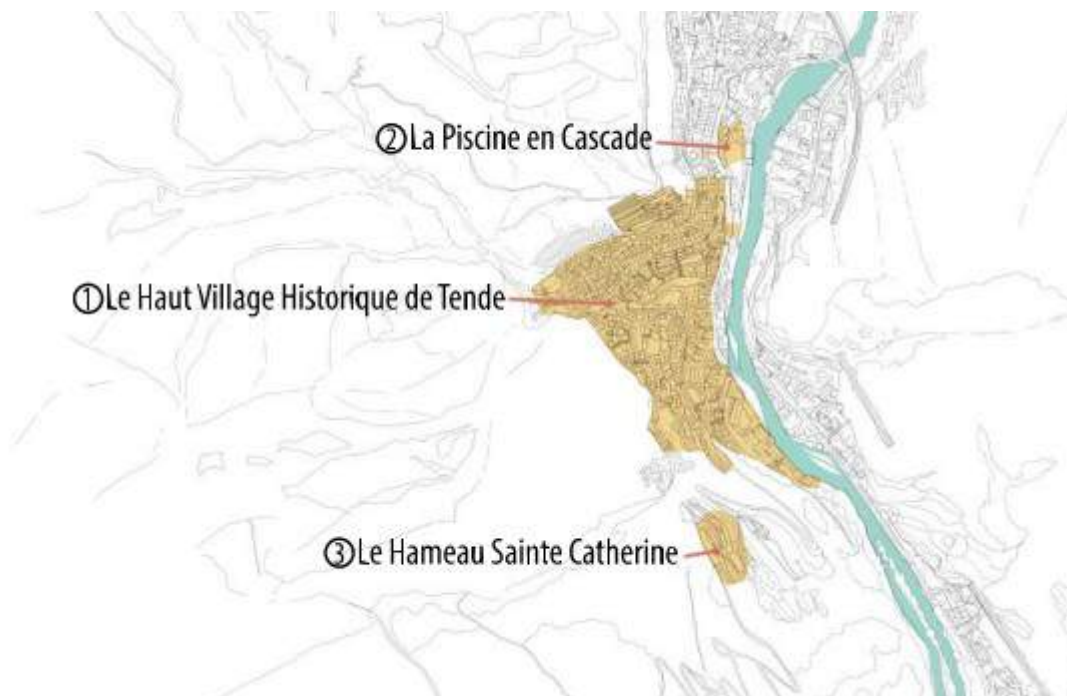 ②La Piscine en Cascade
①Le Haut Village Historique de Tende
③Le Hameau Sainte Catherine